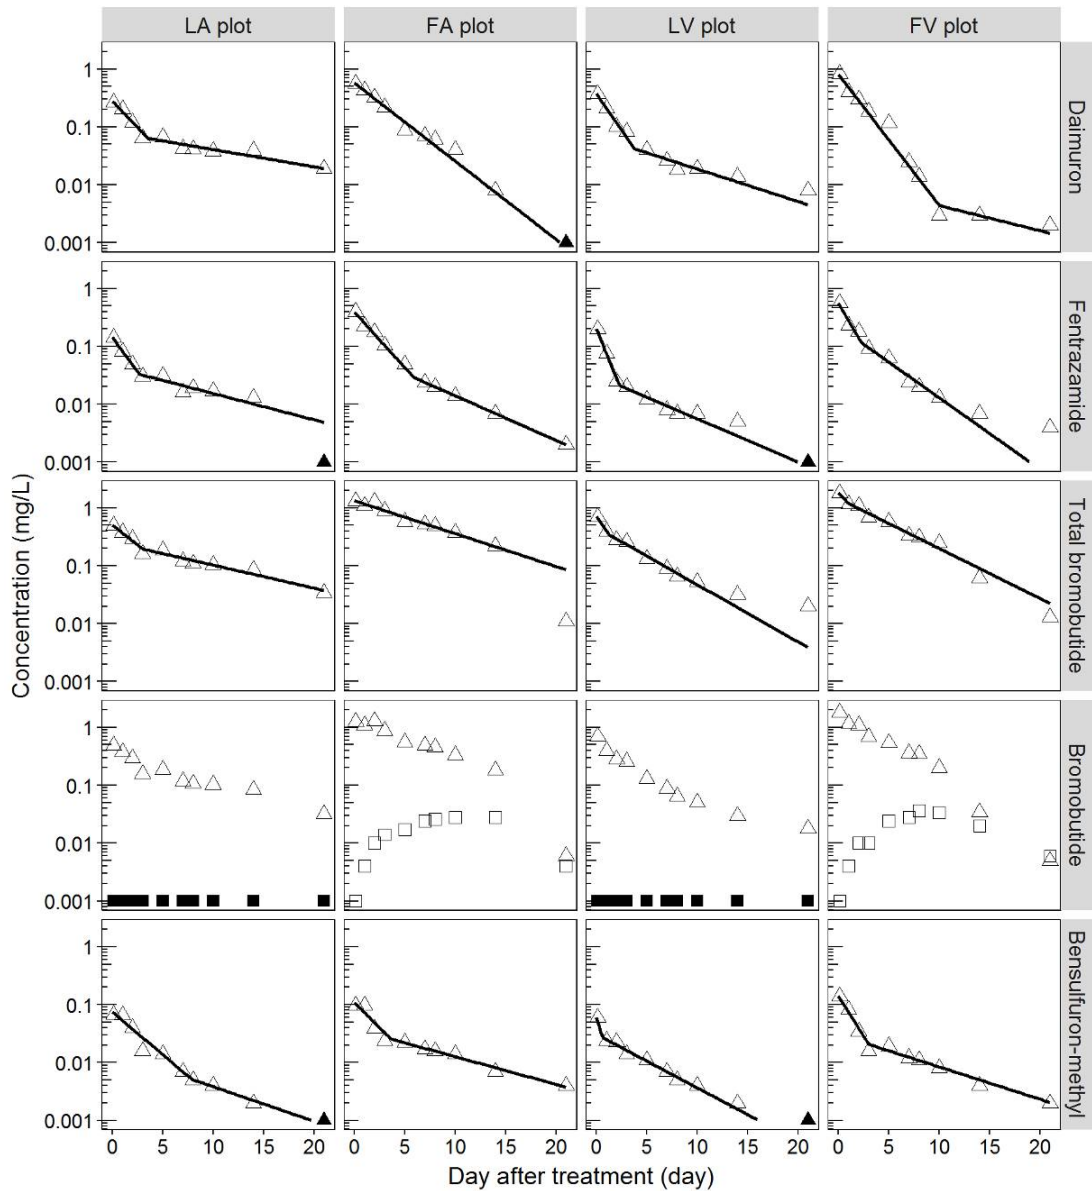 LA plot FA plot LV plot FV plot
1
0.1
0.01
0.001
Daimuron
1
0.1
0.01
0.001
Fentrazamide
1
0.1
0.01
0.001
Total bromobutide
1
0.1
0.01
0.001
Bromobutide
1
0.1
0.01
0.001
Bensulfuron-methyl
Concentration (mg/L)
0 5 10 15 20 0 5 10 15 20 0 5 10 15 20 0 5 10 15 20
Day after treatment (day)